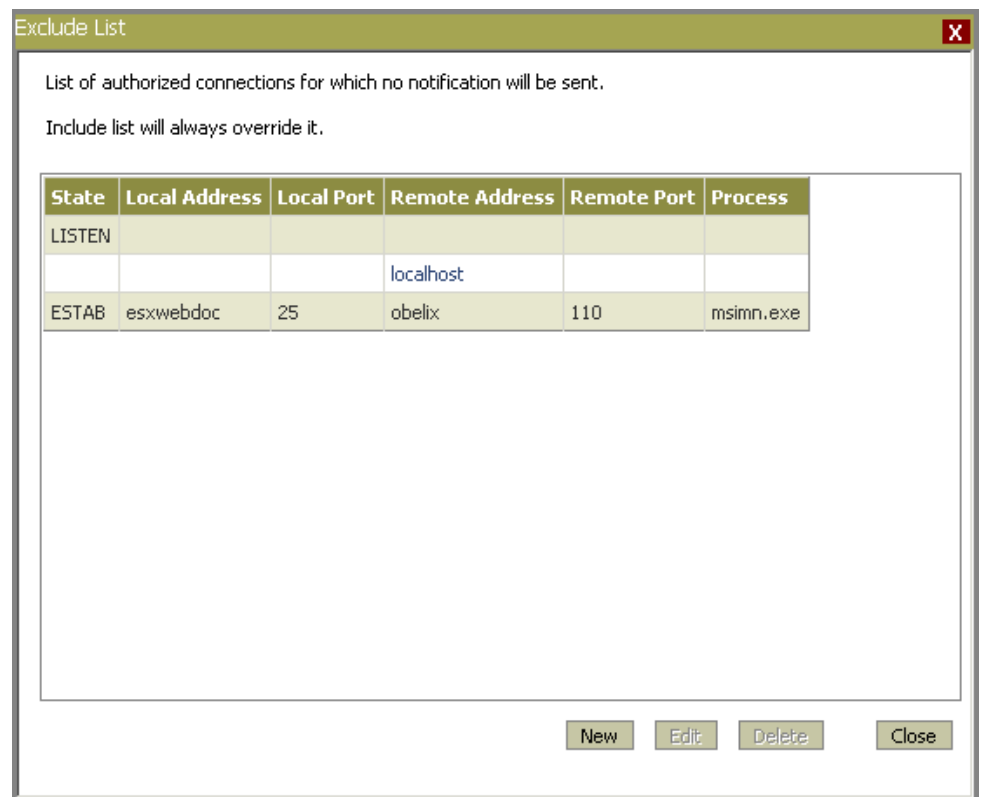 Exclude List
X
List of authorized connections for which no notification will be sent.
Include list will always override it.
State Local Address Local Port Remote Address Remote Port Process
LISTEN
localhost
ESTAB esxwebdoc 25 obelix 110 msimn.exe
New Edit Delete Close